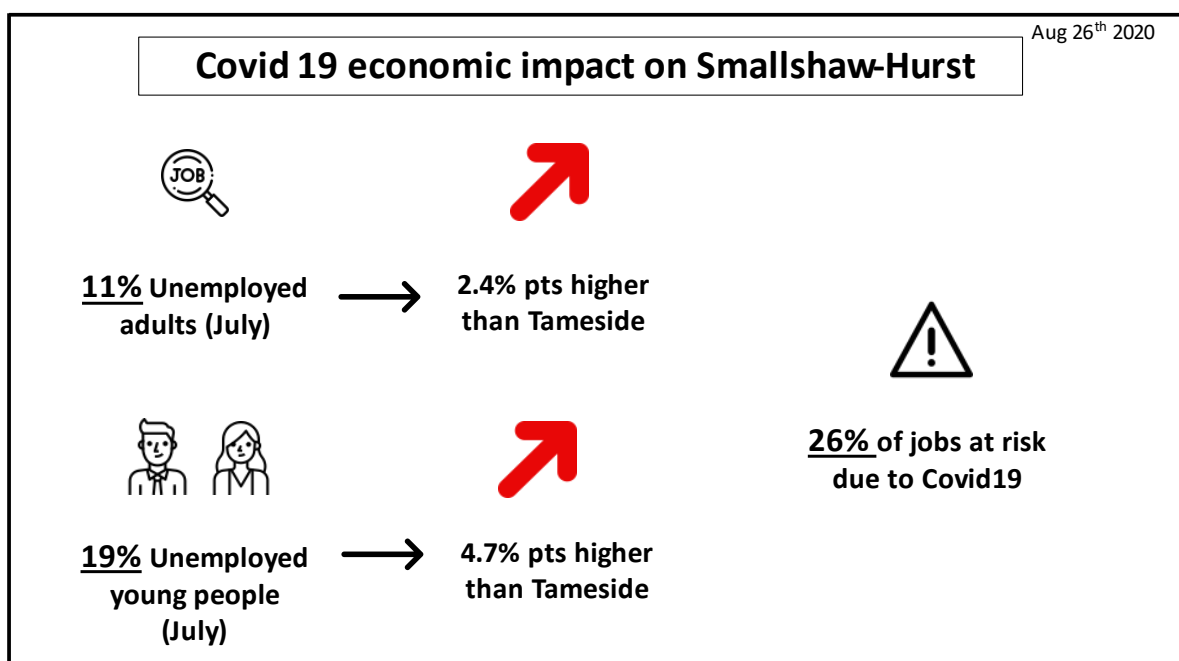 Aug 26th 2020
Covid 19 economic impact on Smallshaw-Hurst
JOB
11% Unemployed
adults (July)
2.4% pts higher
than Tameside
19% Unemployed
young people
(July)
4.7% pts higher
than Tameside
26% of jobs at risk
due to Covid19